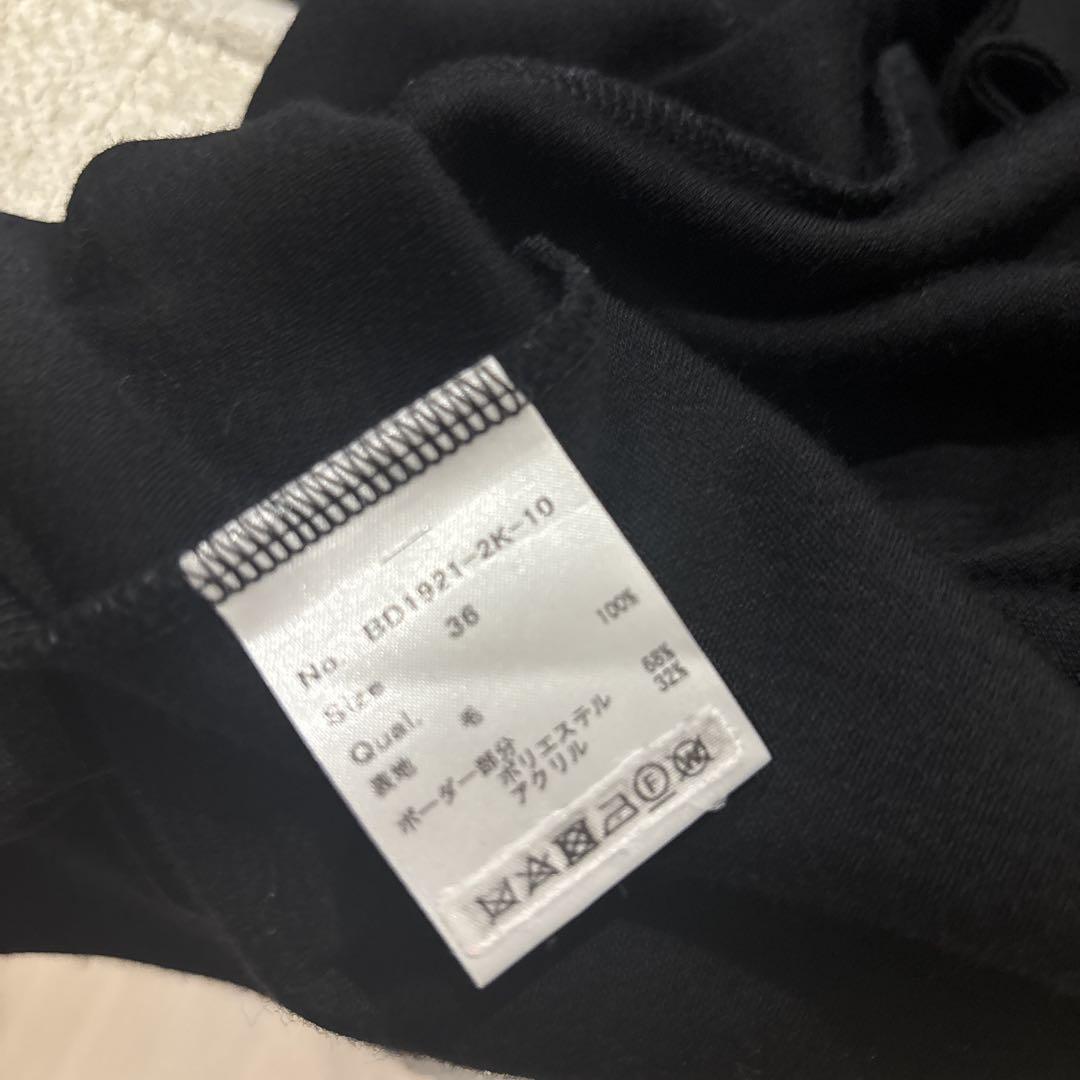 No. BD1921-2K-10
Size 36
Qual.
表地 毛 100%
ボーダー部分
ポリエステル 68%
アクリル 32%
F W